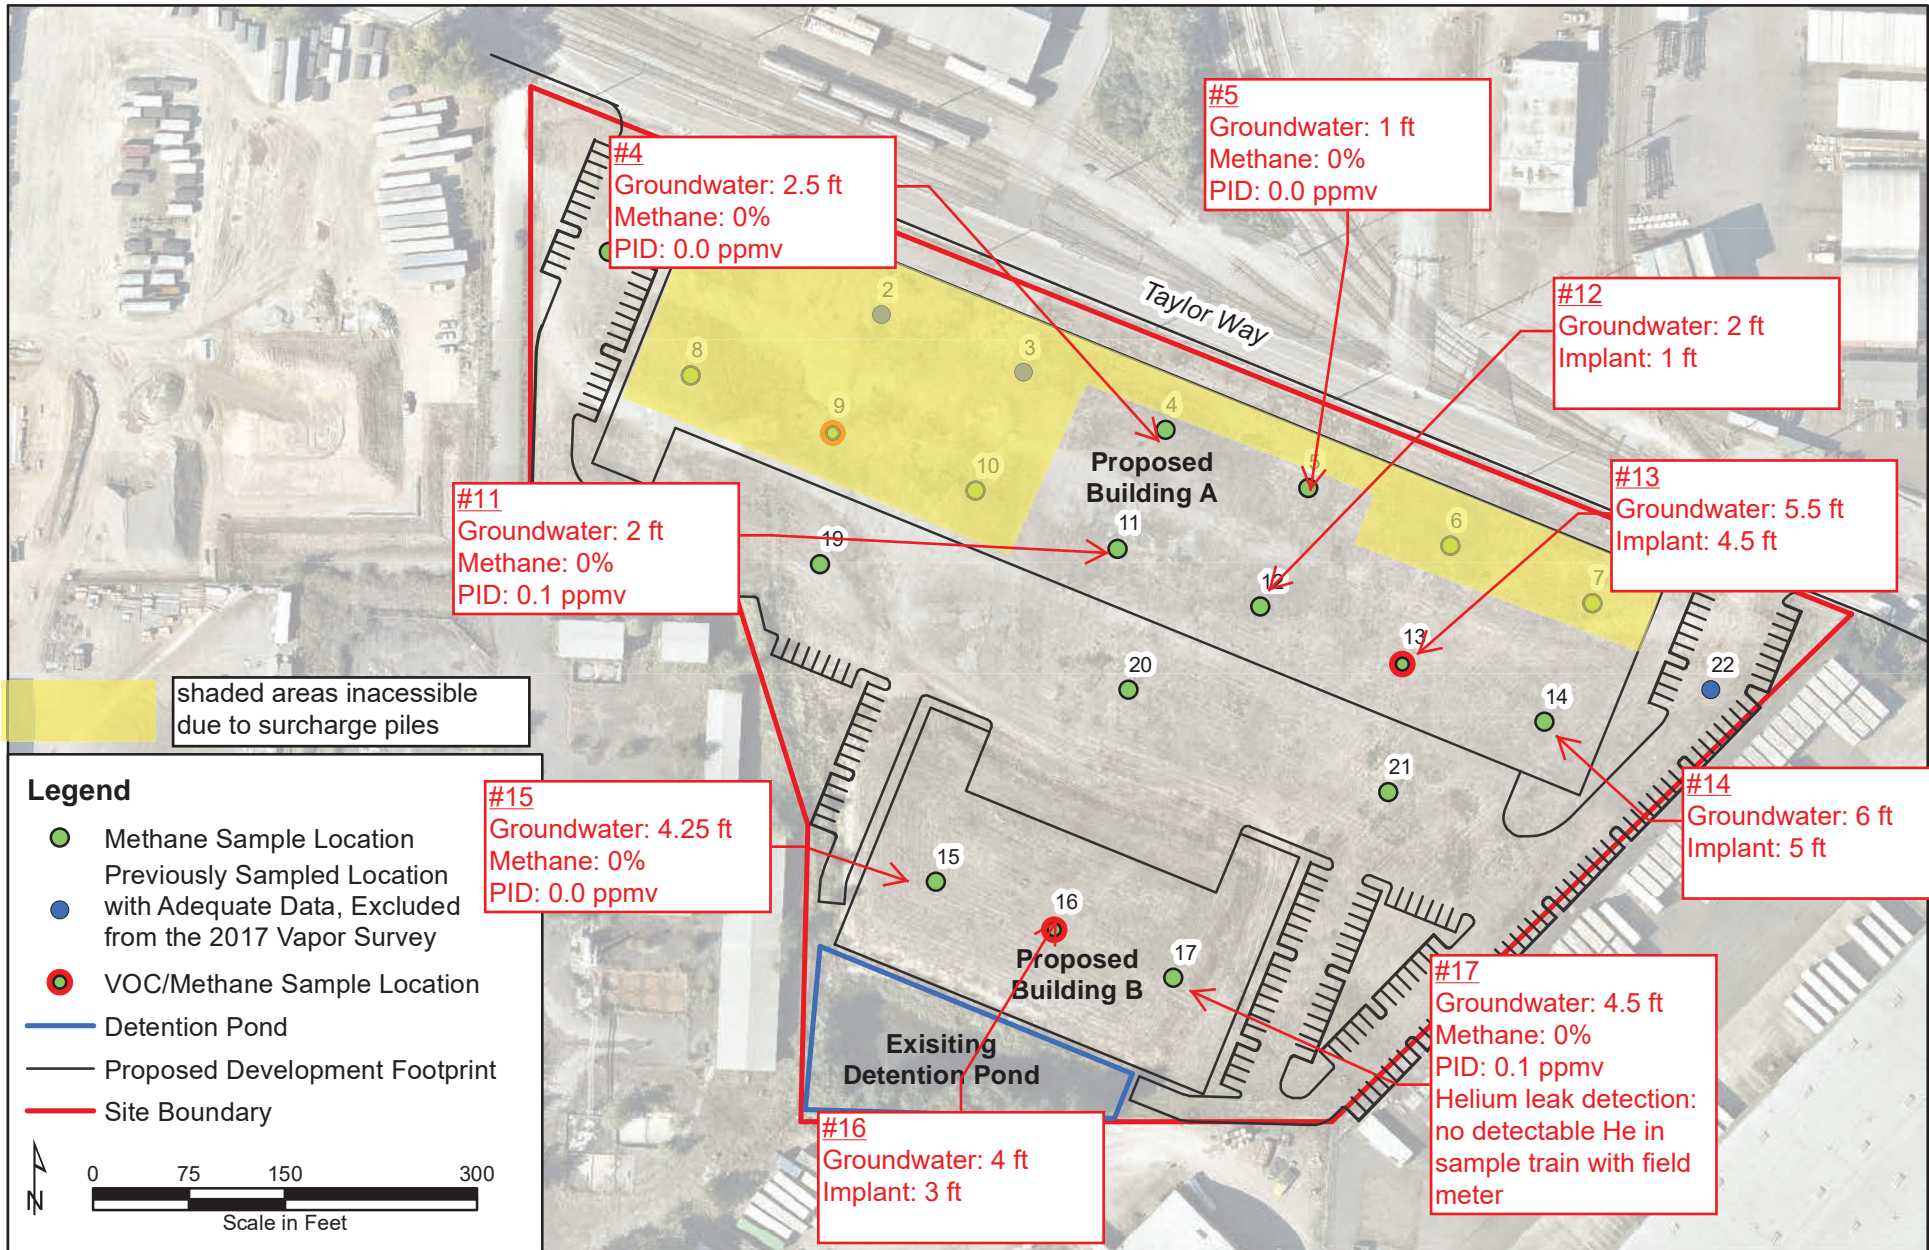 #4
Groundwater: 2.5 ft
Methane: 0%
PID: 0.0 ppmv
#5
Groundwater: 1 ft
Methane: 0%
PID: 0.0 ppmv
Taylor Way
#12
Groundwater: 2 ft
Implant: 1 ft
2
3
8
9
10
4
5
6
7
Proposed
Building A
#13
Groundwater: 5.5 ft
Implant: 4.5 ft
#11
Groundwater: 2 ft
Methane: 0%
PID: 0.1 ppmv
19
11
12
13
20
14
22
21
shaded areas inacessible
due to surcharge piles
#14
Groundwater: 6 ft
Implant: 5 ft
#15
Groundwater: 4.25 ft
Methane: 0%
PID: 0.0 ppmv
15
16
17
Proposed
Building B
Exisiting
Detention Pond
#16
Groundwater: 4 ft
Implant: 3 ft
#17
Groundwater: 4.5 ft
Methane: 0%
PID: 0.1 ppmv
Helium leak detection:
no detectable He in
sample train with field
meter
Legend
Methane Sample Location
Previously Sampled Location
with Adequate Data, Excluded
from the 2017 Vapor Survey
VOC/Methane Sample Location
Detention Pond
Proposed Development Footprint
Site Boundary
N
0 75 150 300
Scale in Feet